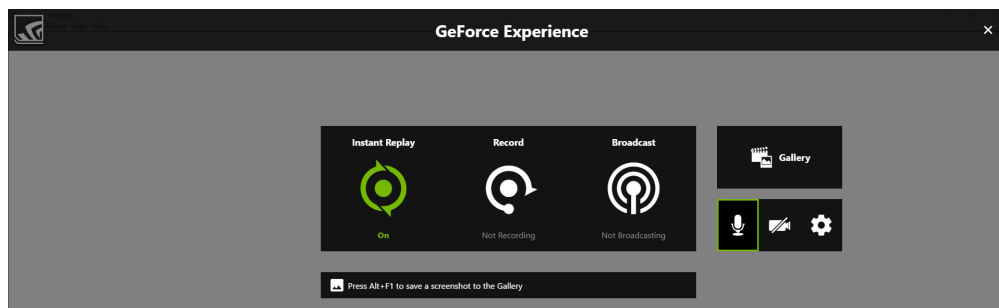 GeForce Experience
Instant Replay
Record
Broadcast
Gallery
On
Not Recording
Not Broadcasting
Press Alt+F1 to save a screenshot to the Gallery